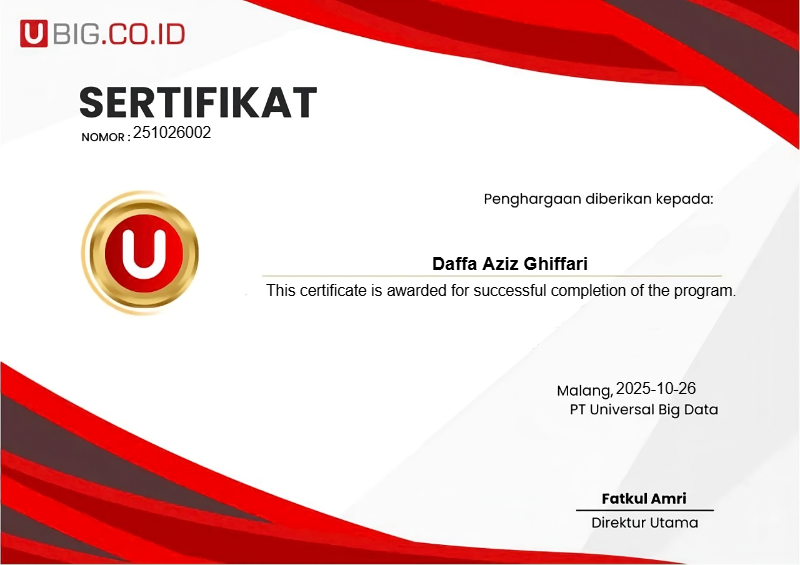 UBIG.CO.ID
SERTIFIKAT
NOMOR : 251026002
Penghargaan diberikan kepada:
U
Daffa Aziz Ghiffari
This certificate is awarded for successful completion of the program.
Malang, 2025-10-26
PT Universal Big Data
Fatkul Amri
Direktur Utama